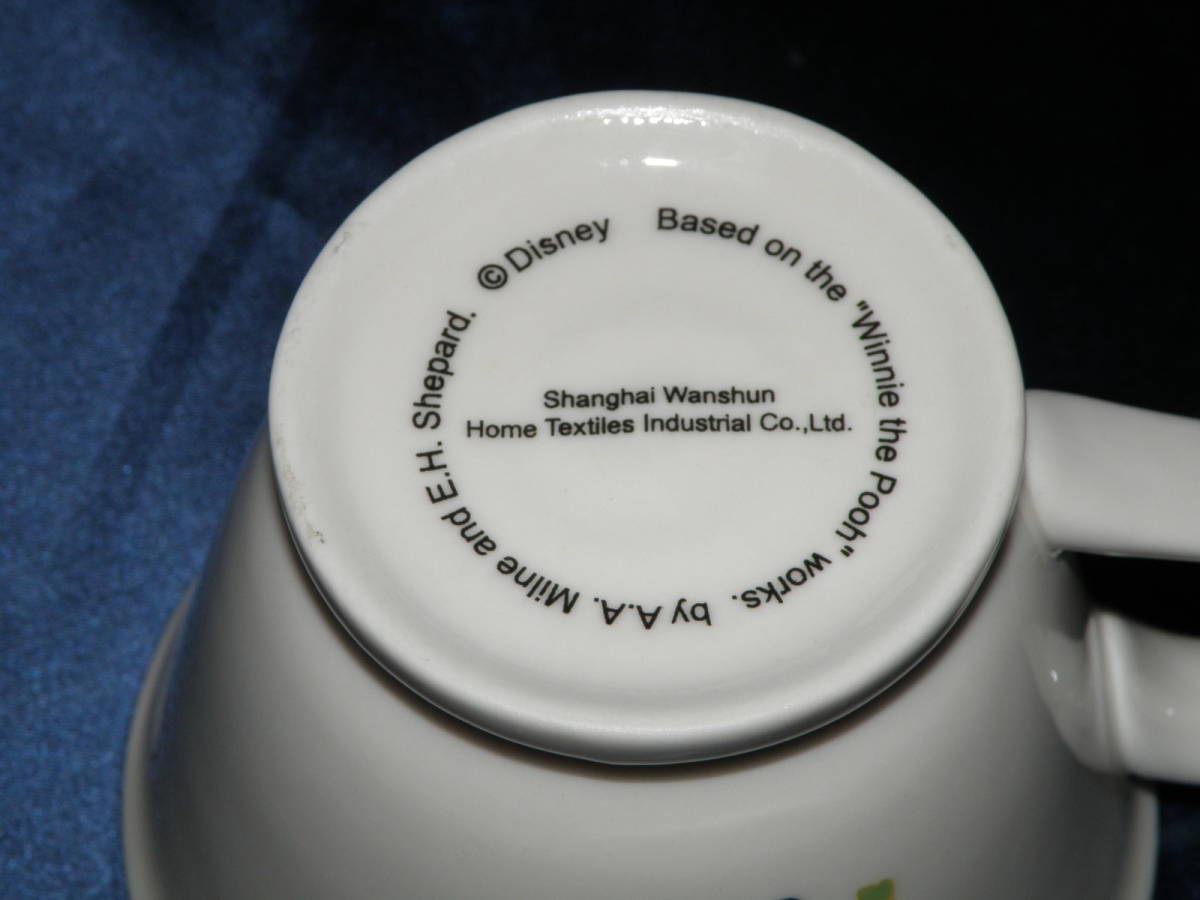 ©Disney
Based on the "Winnie the Pooh" works. by A.A. Milne and E.H. Shepard.
Shanghai Wanshun
Home Textiles Industrial Co.,Ltd.